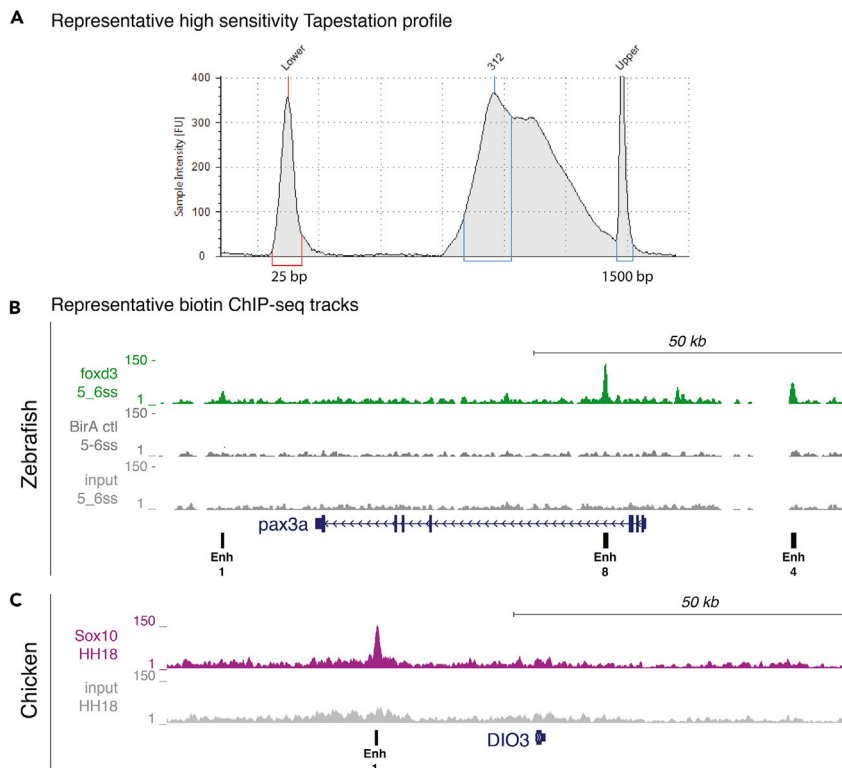 A Representative high sensitivity Tapestation profile
Lower
312
Upper
Sample Intensity [FU]
400
300
200
100
0
25 bp
1500 bp
B Representative biotin ChIP-seq tracks
50 kb
Zebrafish
foxd3
5_6ss
150 -
1 _
BirA ctl
5-6ss
150 -
1 _
input
5_6ss
150 -
1 _
pax3a
Enh
1
Enh
8
Enh
4
C
50 kb
Chicken
Sox10
HH18
150 _
1 _
input
HH18
150 _
1 _
DIO3
Enh